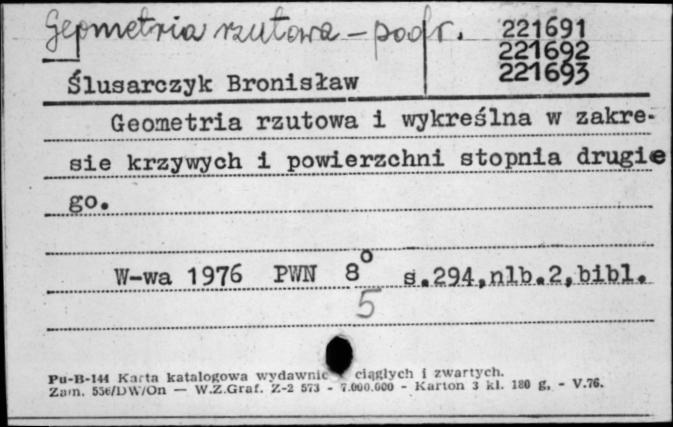 Geometria rzutowa - podr.
221691
221692
221693
Ślusarczyk Bronisław
Geometria rzutowa i wykreślna w zakre-
sie krzywych i powierzchni stopnia drugie
go.
W-wa 1976 PWN 8° s.294,nlb.2,bibl.
5
Pu-B-144 Karta katalogowa wydawnic ciągłych i zwartych.
Zam. 556/DW/On — W.Z.Graf. Z-2 573 - 7.000.000 - Karton 3 kl. 180 g, - V.76.